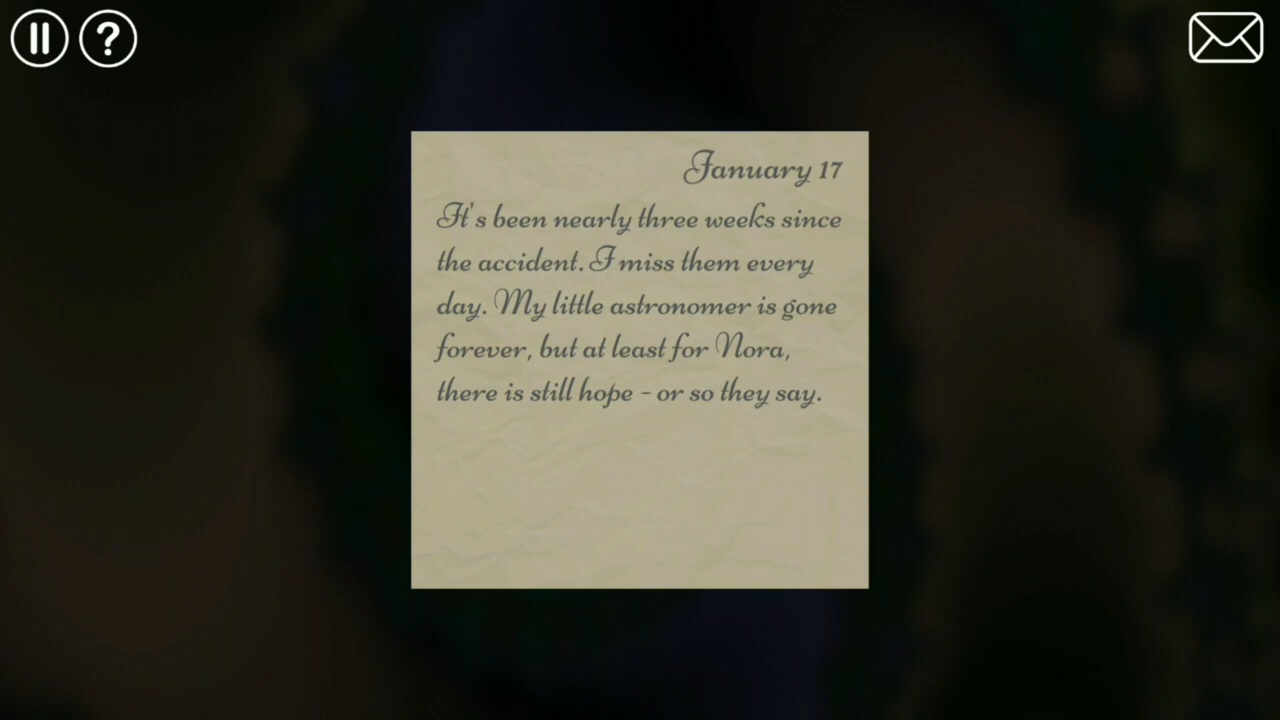 January 17
It's been nearly three weeks since
the accident. I miss them every
day. My little astronomer is gone
forever, but at least for Nora,
there is still hope - or so they say.